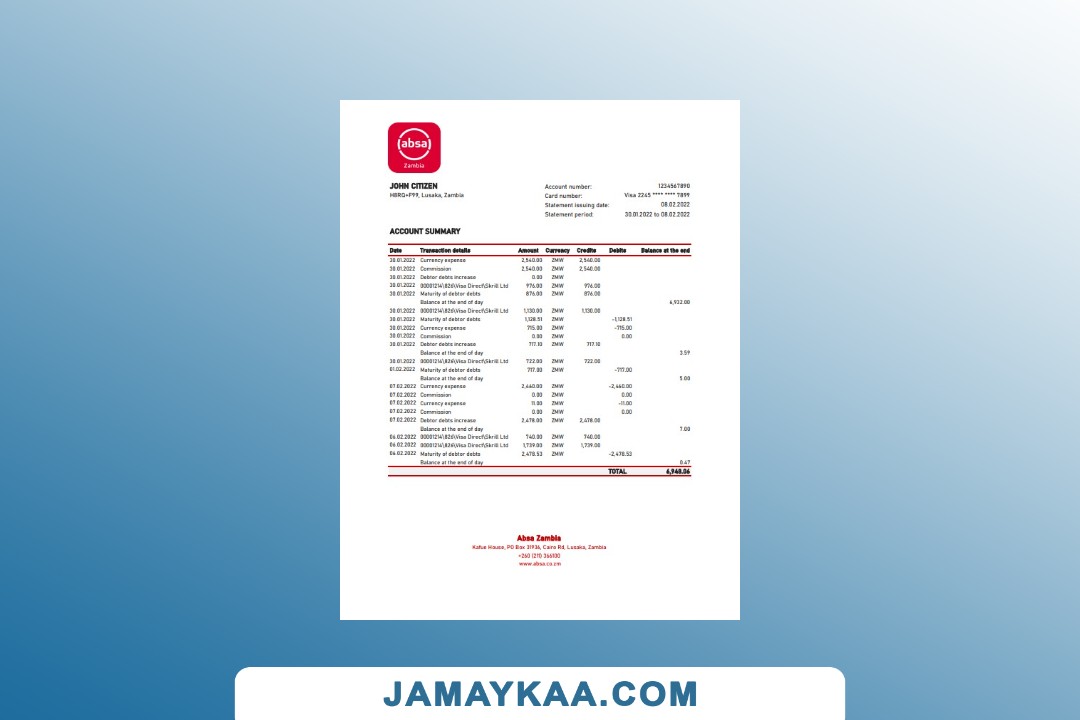 (absa)
Zambia
JOHN CITIZEN
H8RQ+F99, Lusaka, Zambia
Account number: 1234567890
Card number: Visa 2245 **** **** 7899
Statement issuing date: 08.02.2022
Statement period: 30.01.2022 to 08.02.2022
ACCOUNT SUMMARY
Date Transaction details Amount Currency Credits Debits Balance at the end
30.01.2022 Currency expense 2,540.00 ZMW 2,540.00
30.01.2022 Commission 2,540.00 ZMW 2,540.00
30.01.2022 Debtor debts increase 0.00 ZMW
30.01.2022 00001214\826\Visa Direct\Skrill Ltd 976.00 ZMW 976.00
30.01.2022 Maturity of debtor debts 876.00 ZMW 876.00
Balance at the end of day 6,932.00
30.01.2022 00001214\826\Visa Direct\Skrill Ltd 1,130.00 ZMW 1,130.00
30.01.2022 Maturity of debtor debts 1,128.51 ZMW -1,128.51
30.01.2022 Currency expense 715.00 ZMW -715.00
30.01.2022 Commission 0.00 ZMW 0.00
30.01.2022 Debtor debts increase 717.10 ZMW 717.10
Balance at the end of day 3.59
30.01.2022 00001214\826\Visa Direct\Skrill Ltd 722.00 ZMW 722.00
01.02.2022 Maturity of debtor debts 717.00 ZMW -717.00
Balance at the end of day 5.00
07.02.2022 Currency expense 2,460.00 ZMW -2,460.00
07.02.2022 Commission 0.00 ZMW 0.00
07.02.2022 Currency expense 11.00 ZMW -11.00
07.02.2022 Commission 0.00 ZMW 0.00
07.02.2022 Debtor debts increase 2,478.00 ZMW 2,478.00
Balance at the end of day 7.00
06.02.2022 00001214\826\Visa Direct\Skrill Ltd 740.00 ZMW 740.00
06.02.2022 00001214\826\Visa Direct\Skrill Ltd 1,739.00 ZMW 1,739.00
06.02.2022 Maturity of debtor debts 2,470.53 ZMW -2,470.53
Balance at the end of day 0.47
TOTAL 6,948.06
Absa Zambia
Kafue House, PO Box 31936, Cairo Rd, Lusaka, Zambia
+260 (211) 366100
www.absa.co.zm
JAMAYKAA.COM